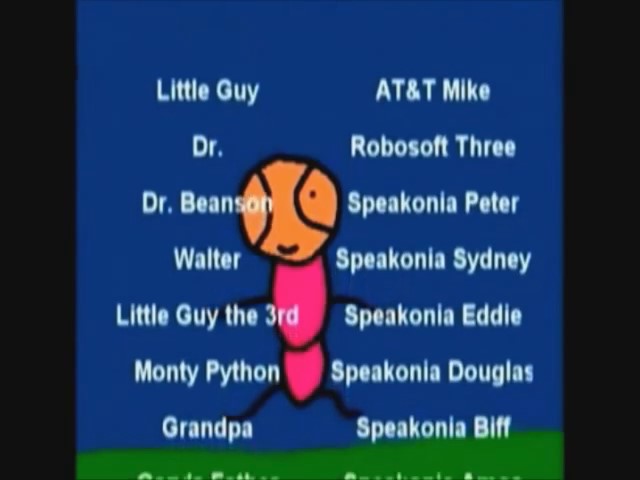 Little Guy AT&T Mike
Dr. Robosoft Three
Dr. Beanson Speakonia Peter
Walter Speakonia Sydney
Little Guy the 3rd Speakonia Eddie
Monty Python Speakonia Douglas
Grandpa Speakonia Biff